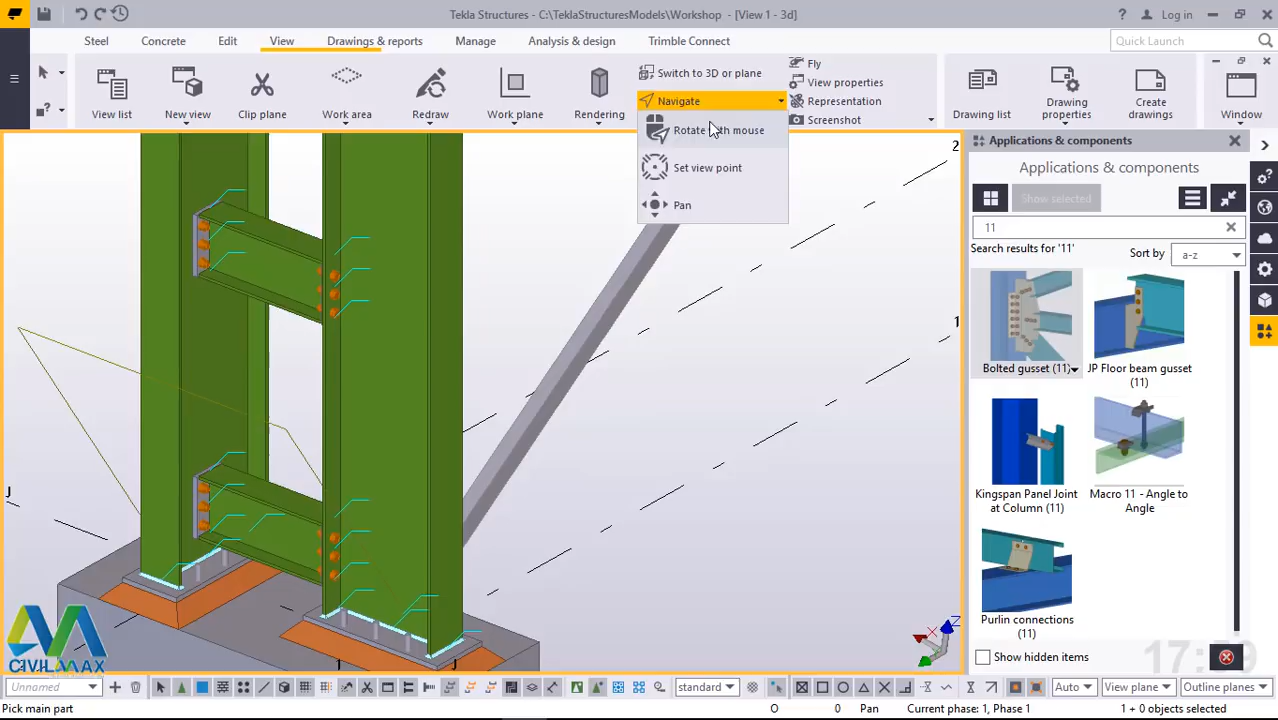 Tekla Structures - C:\TeklaStructuresModels\Workshop - [View 1 - 3d]
? Log in
Steel Concrete Edit View Drawings & reports Manage Analysis & design Trimble Connect
Quick Launch
View list
New view
Clip plane
Work area
Redraw
Work plane
Rendering
Switch to 3D or plane
Navigate
Fly
View properties
Representation
Screenshot
Drawing list
Drawing properties
Create drawings
Window
Set view point
Pan
Applications & components
Applications & components
Show selected
11
Search results for '11'
Sort by a-z
Bolted gusset (11)
JP Floor beam gusset
(11)
Kingspan Panel Joint
at Column (11)
Macro 11 - Angle to
Angle
Purlin connections
(11)
Show hidden items
2
1
J
1
J
Z
X
CIVILMAX
Unnamed
standard
Auto
View plane
Outline planes
Pick main part
O 0 Pan Current phase: 1, Phase 1 1 + 0 objects selected